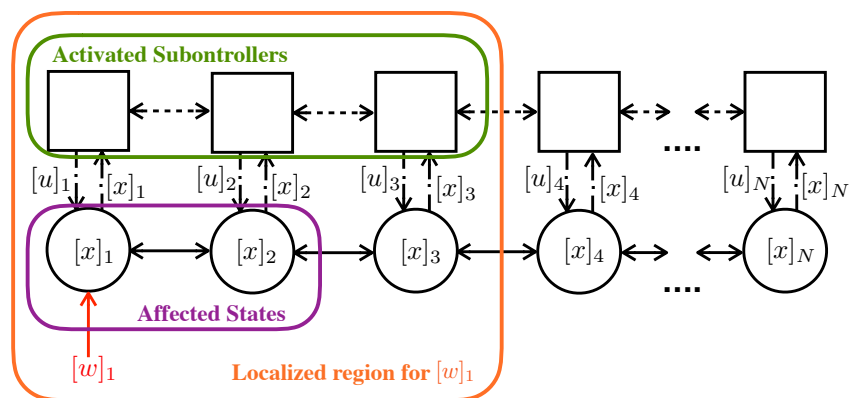 Activated Subontrollers
[u]₁ [x]₁ [u]₂ [x]₂ [u]₃ [x]₃ [u]₄ [x]₄ .... [u]N [x]N
[x]₁ [x]₂ [x]₃ [x]₄ .... [x]N
Affected States
[w]₁ Localized region for [w]₁